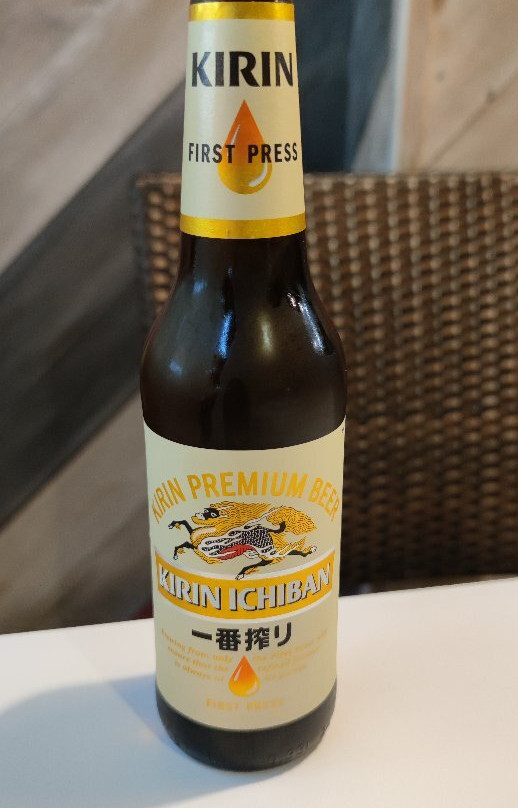 KIRIN
FIRST PRESS
KIRIN PREMIUM BEER
KIRIN ICHIBAN
一番搾り
FIRST PRESS